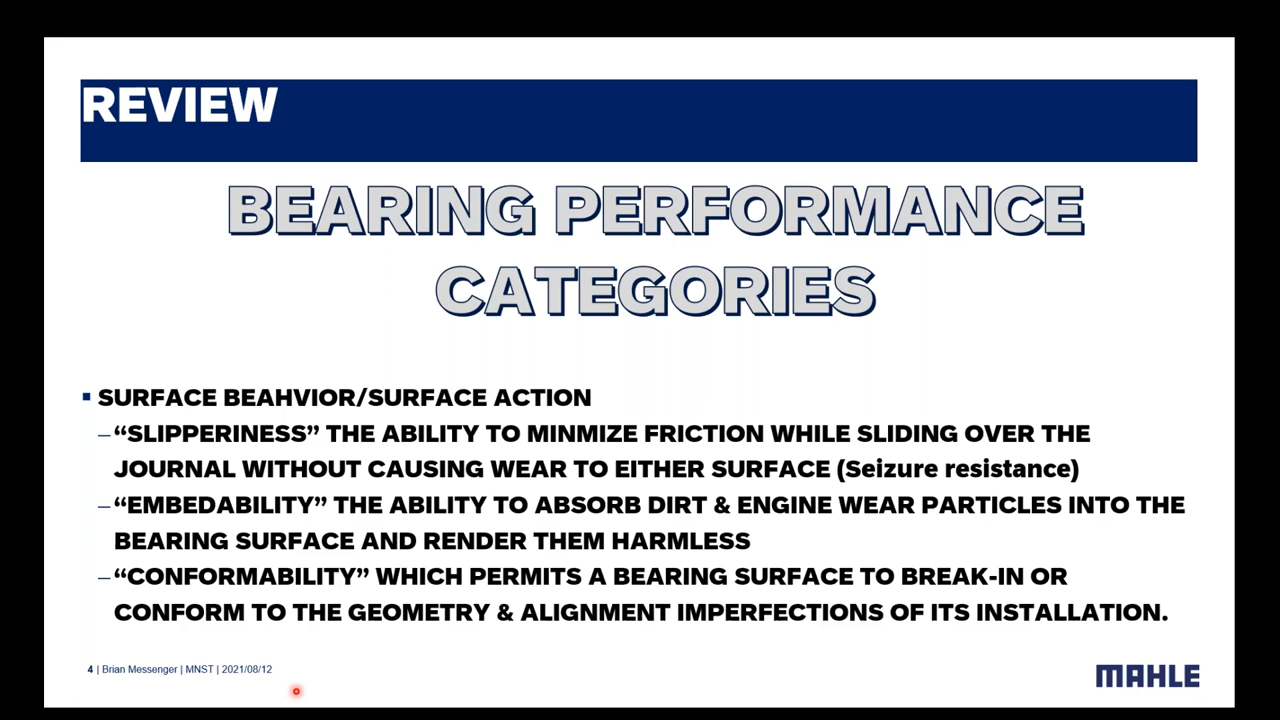 REVIEW
BEARING PERFORMANCE
CATEGORIES
▪ SURFACE BEAHVIOR/SURFACE ACTION
–“SLIPPERINESS” THE ABILITY TO MINMIZE FRICTION WHILE SLIDING OVER THE
JOURNAL WITHOUT CAUSING WEAR TO EITHER SURFACE (Seizure resistance)
–“EMBEDABILITY” THE ABILITY TO ABSORB DIRT & ENGINE WEAR PARTICLES INTO THE
BEARING SURFACE AND RENDER THEM HARMLESS
–“CONFORMABILITY” WHICH PERMITS A BEARING SURFACE TO BREAK-IN OR
CONFORM TO THE GEOMETRY & ALIGNMENT IMPERFECTIONS OF ITS INSTALLATION.
4 | Brian Messenger | MNST | 2021/08/12
MAHLE